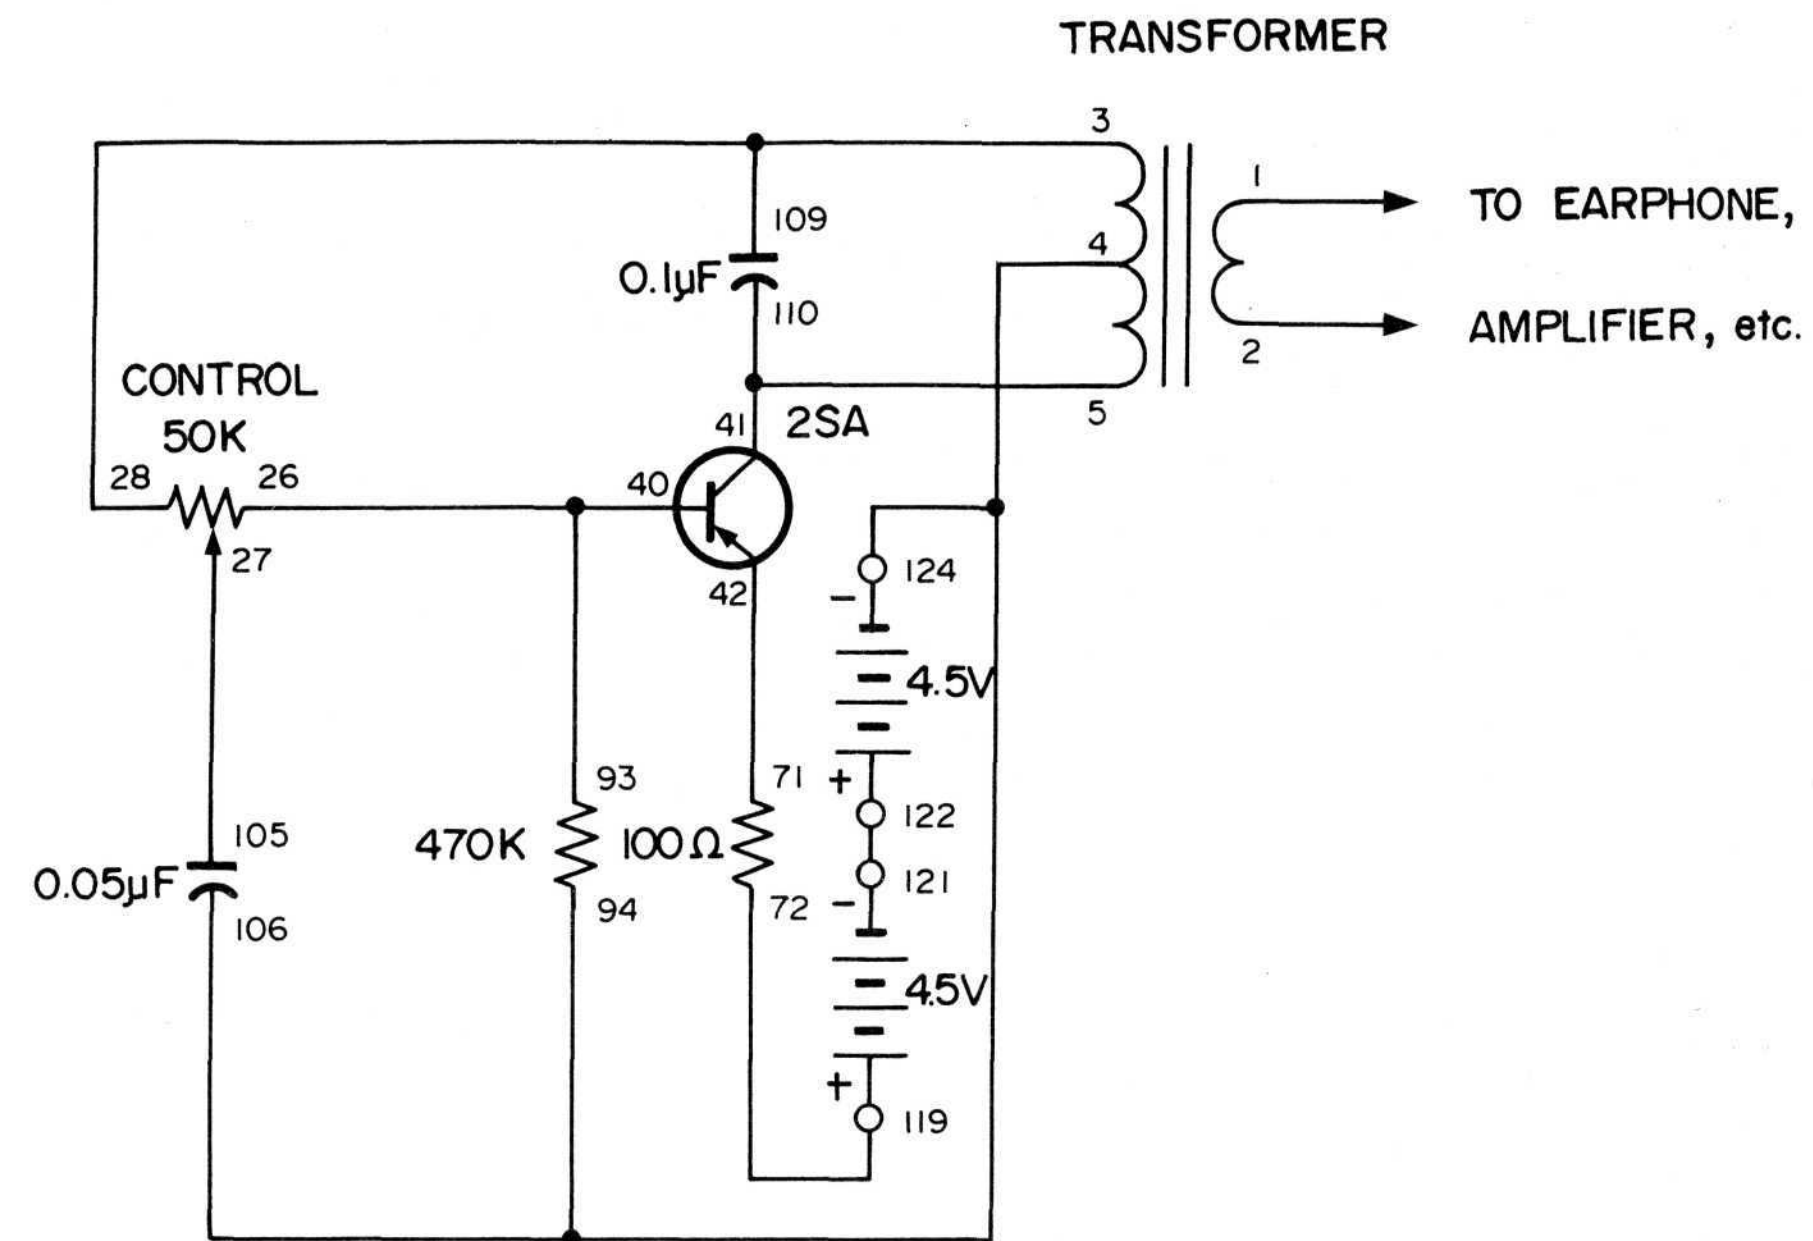 TRANSFORMER
3
1
TO EARPHONE,
109
4
0.1µF
110
2
AMPLIFIER, etc.
CONTROL
50K
41
2SA
5
28
26
40
27
42
124
−
4.5V
93
71
+
122
105
470K
100Ω
0.05µF
121
106
94
72
−
4.5V
+
119